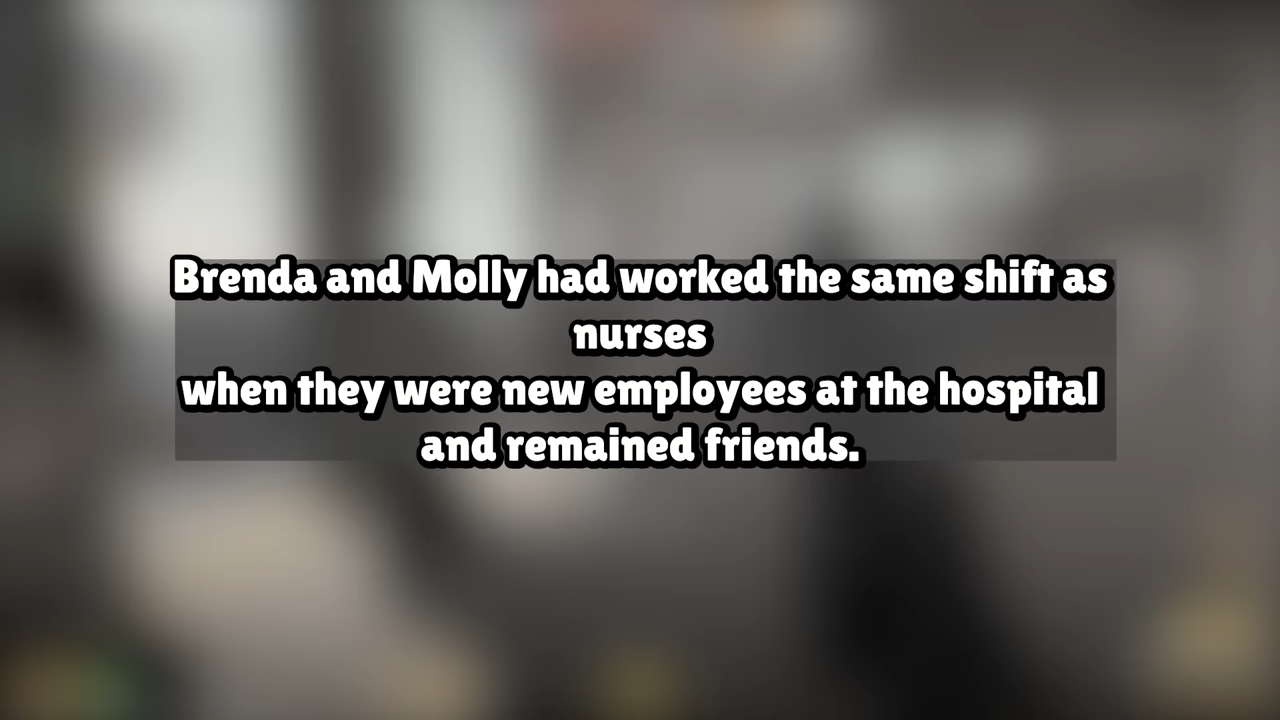 Brenda and Molly had worked the same shift as
nurses
when they were new employees at the hospital
and remained friends.